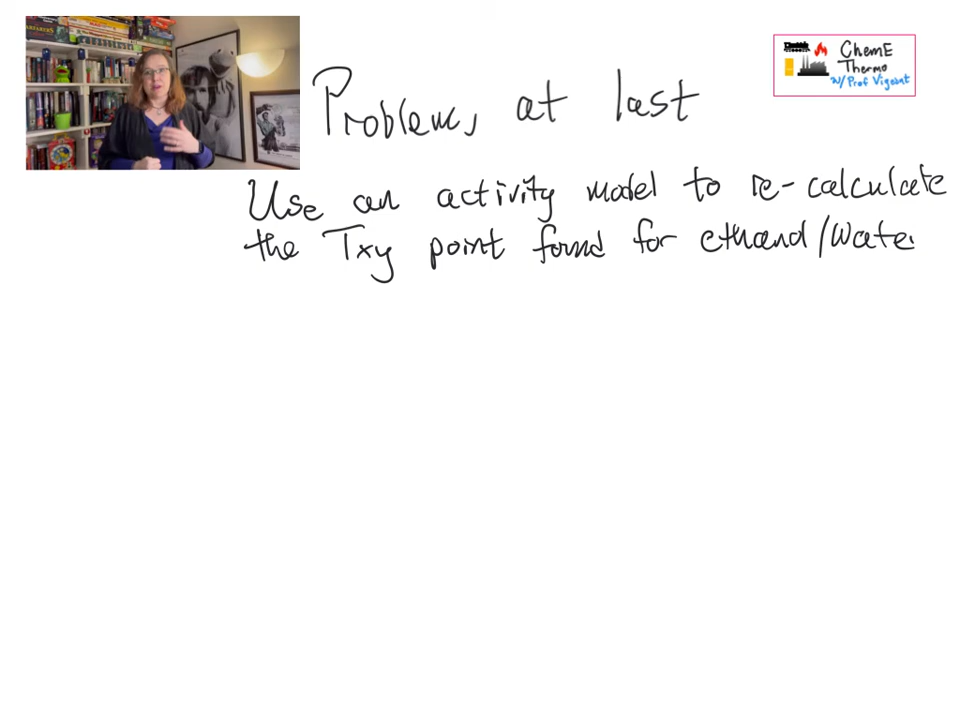 Problem, at last
ChemE
Thermo
w/ Prof Vigeant
Use an activity model to re-calculate
the Txy point found for ethanol/water